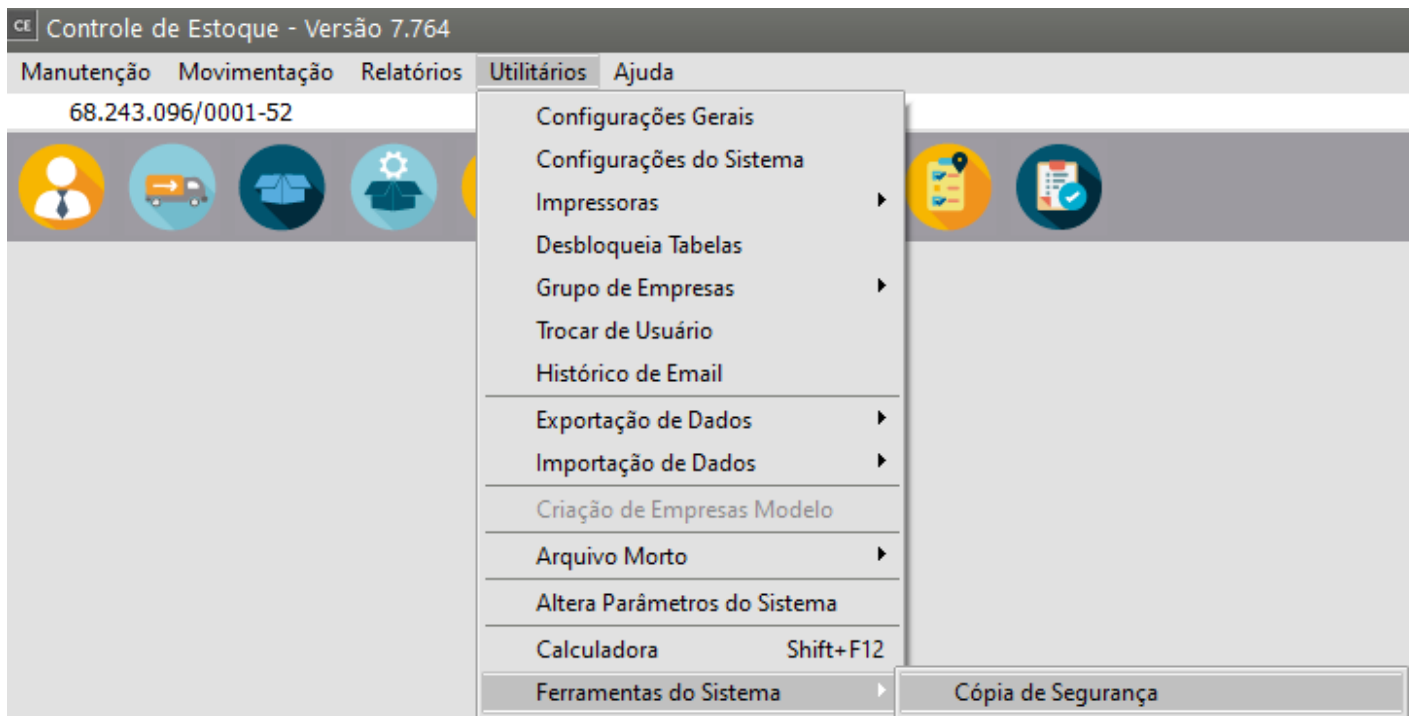 CE Controle de Estoque - Versão 7.764
Manutenção Movimentação Relatórios Utilitários Ajuda
68.243.096/0001-52
Configurações Gerais
Configurações do Sistema
Impressoras
Desbloqueia Tabelas
Grupo de Empresas
Trocar de Usuário
Histórico de Email
Exportação de Dados
Importação de Dados
Criação de Empresas Modelo
Arquivo Morto
Altera Parâmetros do Sistema
Calculadora Shift+F12
Ferramentas do Sistema Cópia de Segurança